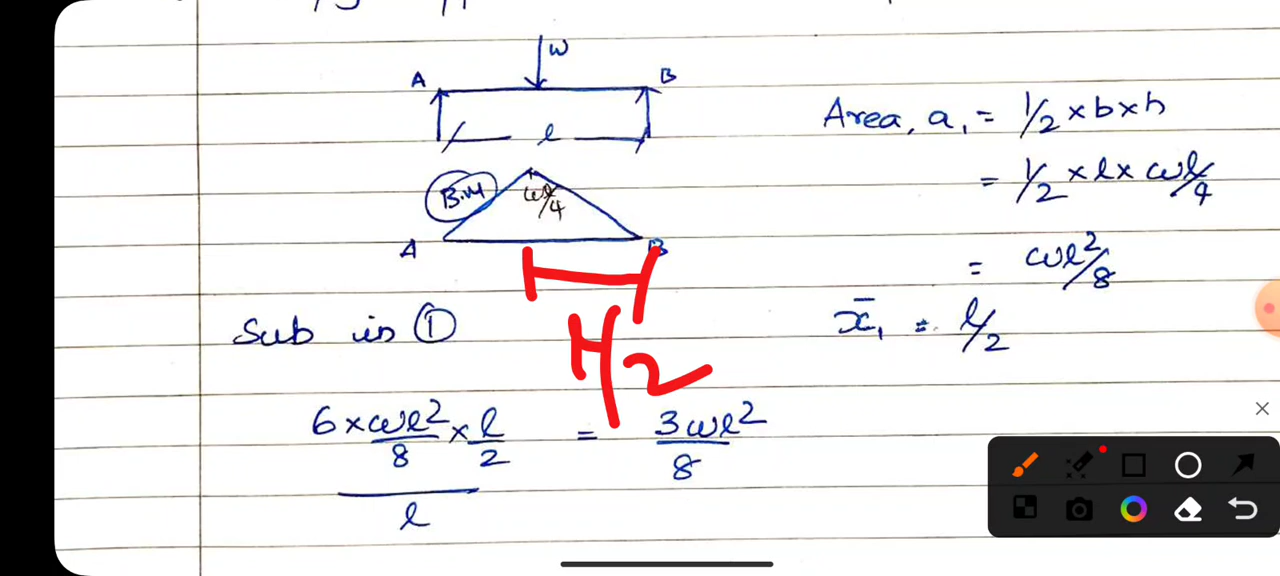 A
w
B
l
Area, a₁ = 1/2 × b × h
B.M
wl/4
= 1/2 × l × wl/4
A
B
= wl²/8
Sub in ①
x̄₁ = l/2
/2
6 × wl²/8 × l/2 / l = 3wl²/8